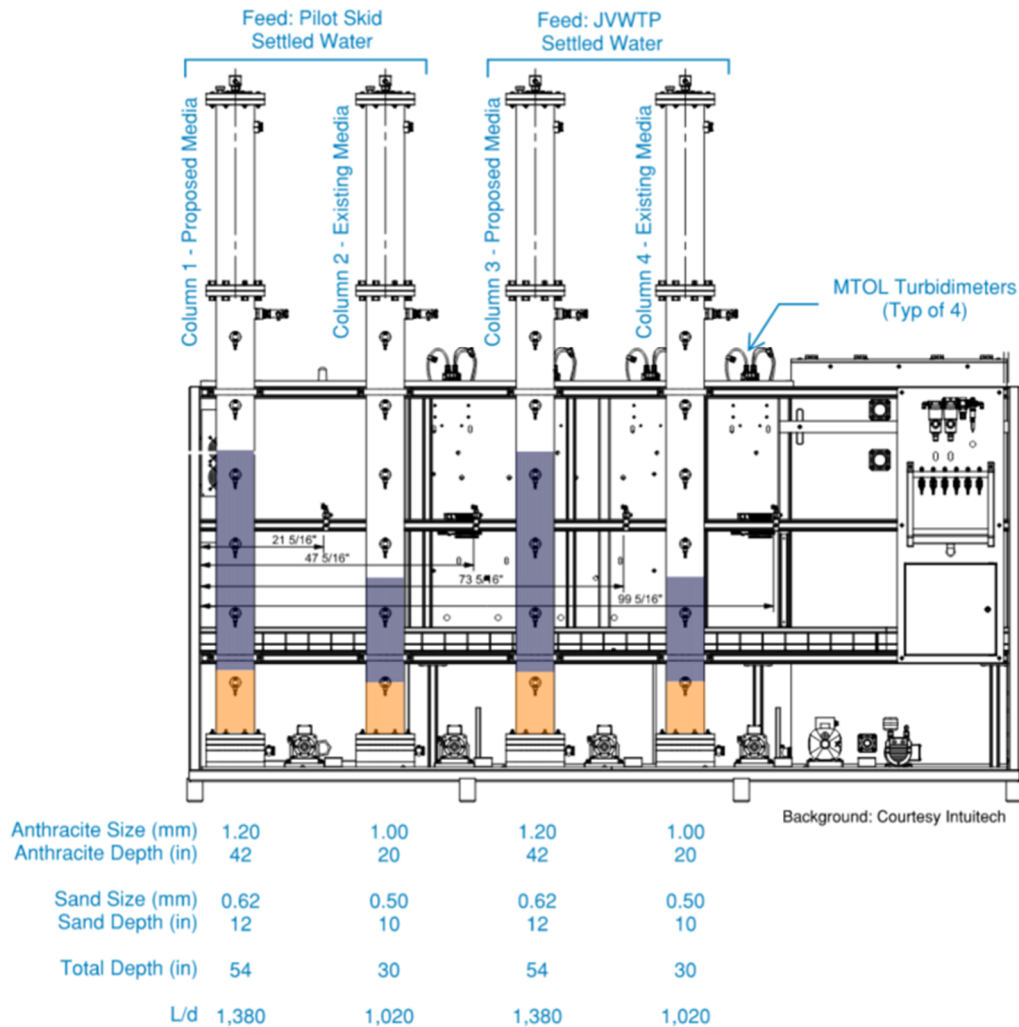 Feed: Pilot Skid
Settled Water
Feed: JVWTP
Settled Water
Column 1 - Proposed Media
Column 2 - Existing Media
Column 3 - Proposed Media
Column 4 - Existing Media
MTOL Turbidimeters
(Typ of 4)
21 5/16"
47 5/16"
73 5/16"
99 5/16"
Background: Courtesy Intuitech
Anthracite Size (mm) 1.20 1.00 1.20 1.00
Anthracite Depth (in) 42 20 42 20
Sand Size (mm) 0.62 0.50 0.62 0.50
Sand Depth (in) 12 10 12 10
Total Depth (in) 54 30 54 30
L/d 1,380 1,020 1,380 1,020